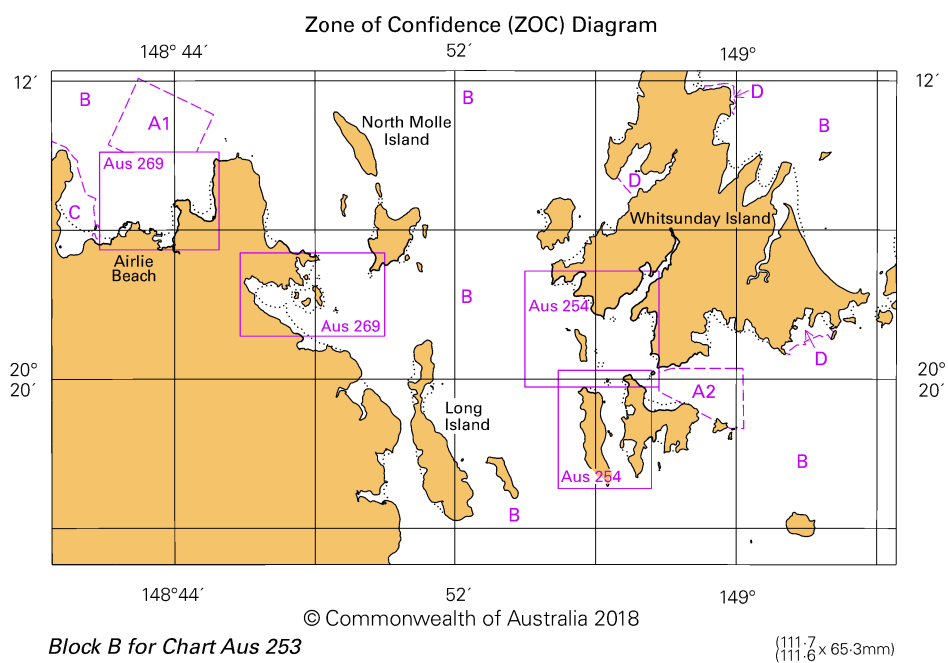 Zone of Confidence (ZOC) Diagram
148° 44´ 52´ 149°
12´ 12´
B B D
A1 B
North Molle
Island
Aus 269
D
C Whitsunday Island
Airlie
Beach
B
Aus 254
Aus 269
D
20° 20°
20´ 20´
A2
Long
Island
B
Aus 254
B
148°44´ 52´ 149°
© Commonwealth of Australia 2018
Block B for Chart Aus 253
(111·7
(111·6 x 65·3mm)